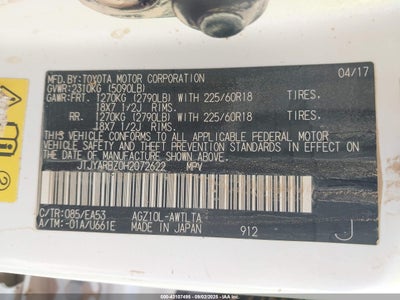 MFD.BY:TOYOTA MOTOR CORPORATION 04/17
GVWR:2310KG (5090LB)
GAWR:FRT. 1270KG (2790LB) WITH 225/60R18 TIRES,
18X7 1/2J RIMS.
RR. 1270KG (2790LB) WITH 225/60R18 TIRES,
18X7 1/2J RIMS.
THIS VEHICLE CONFORMS TO ALL APPLICABLE FEDERAL MOTOR
VEHICLE SAFETY STANDARDS IN EFFECT ON THE DATE OF
MANUFACTURE SHOWN ABOVE.
JTJYARBZ0H2072622 MPV
C/TR:085/EA53 AGZ10L-AWTLTA
A/TM:-01A/U661E MADE IN JAPAN 912 J
2